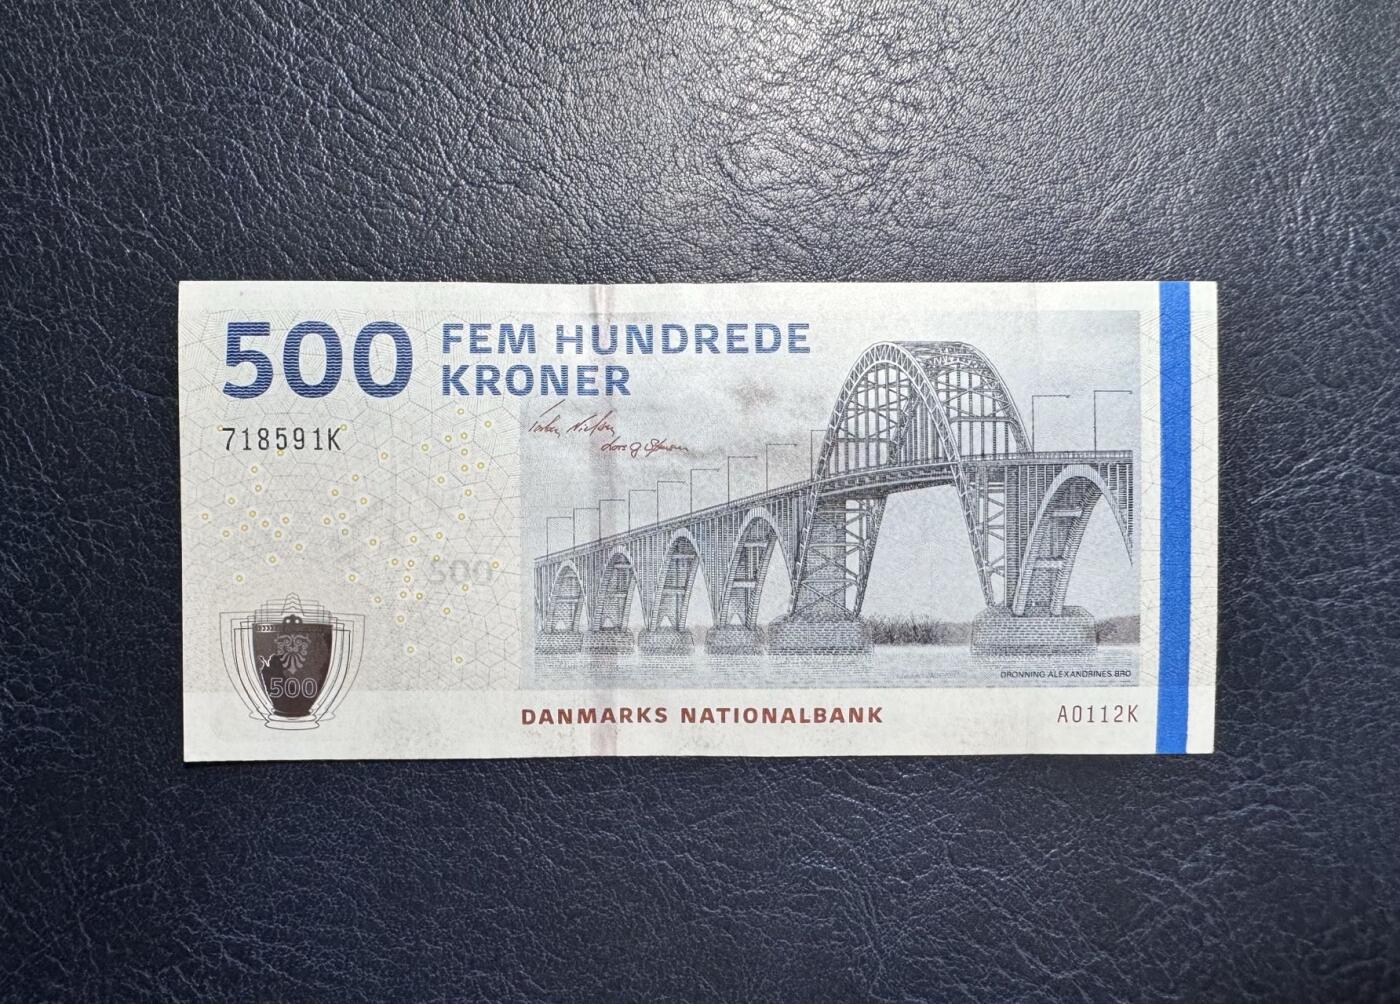 500 FEM HUNDREDE
KRONER
718591K
500
500
DRONNING ALEXANDRINES BRO
DANMARKS NATIONALBANK
A0112K